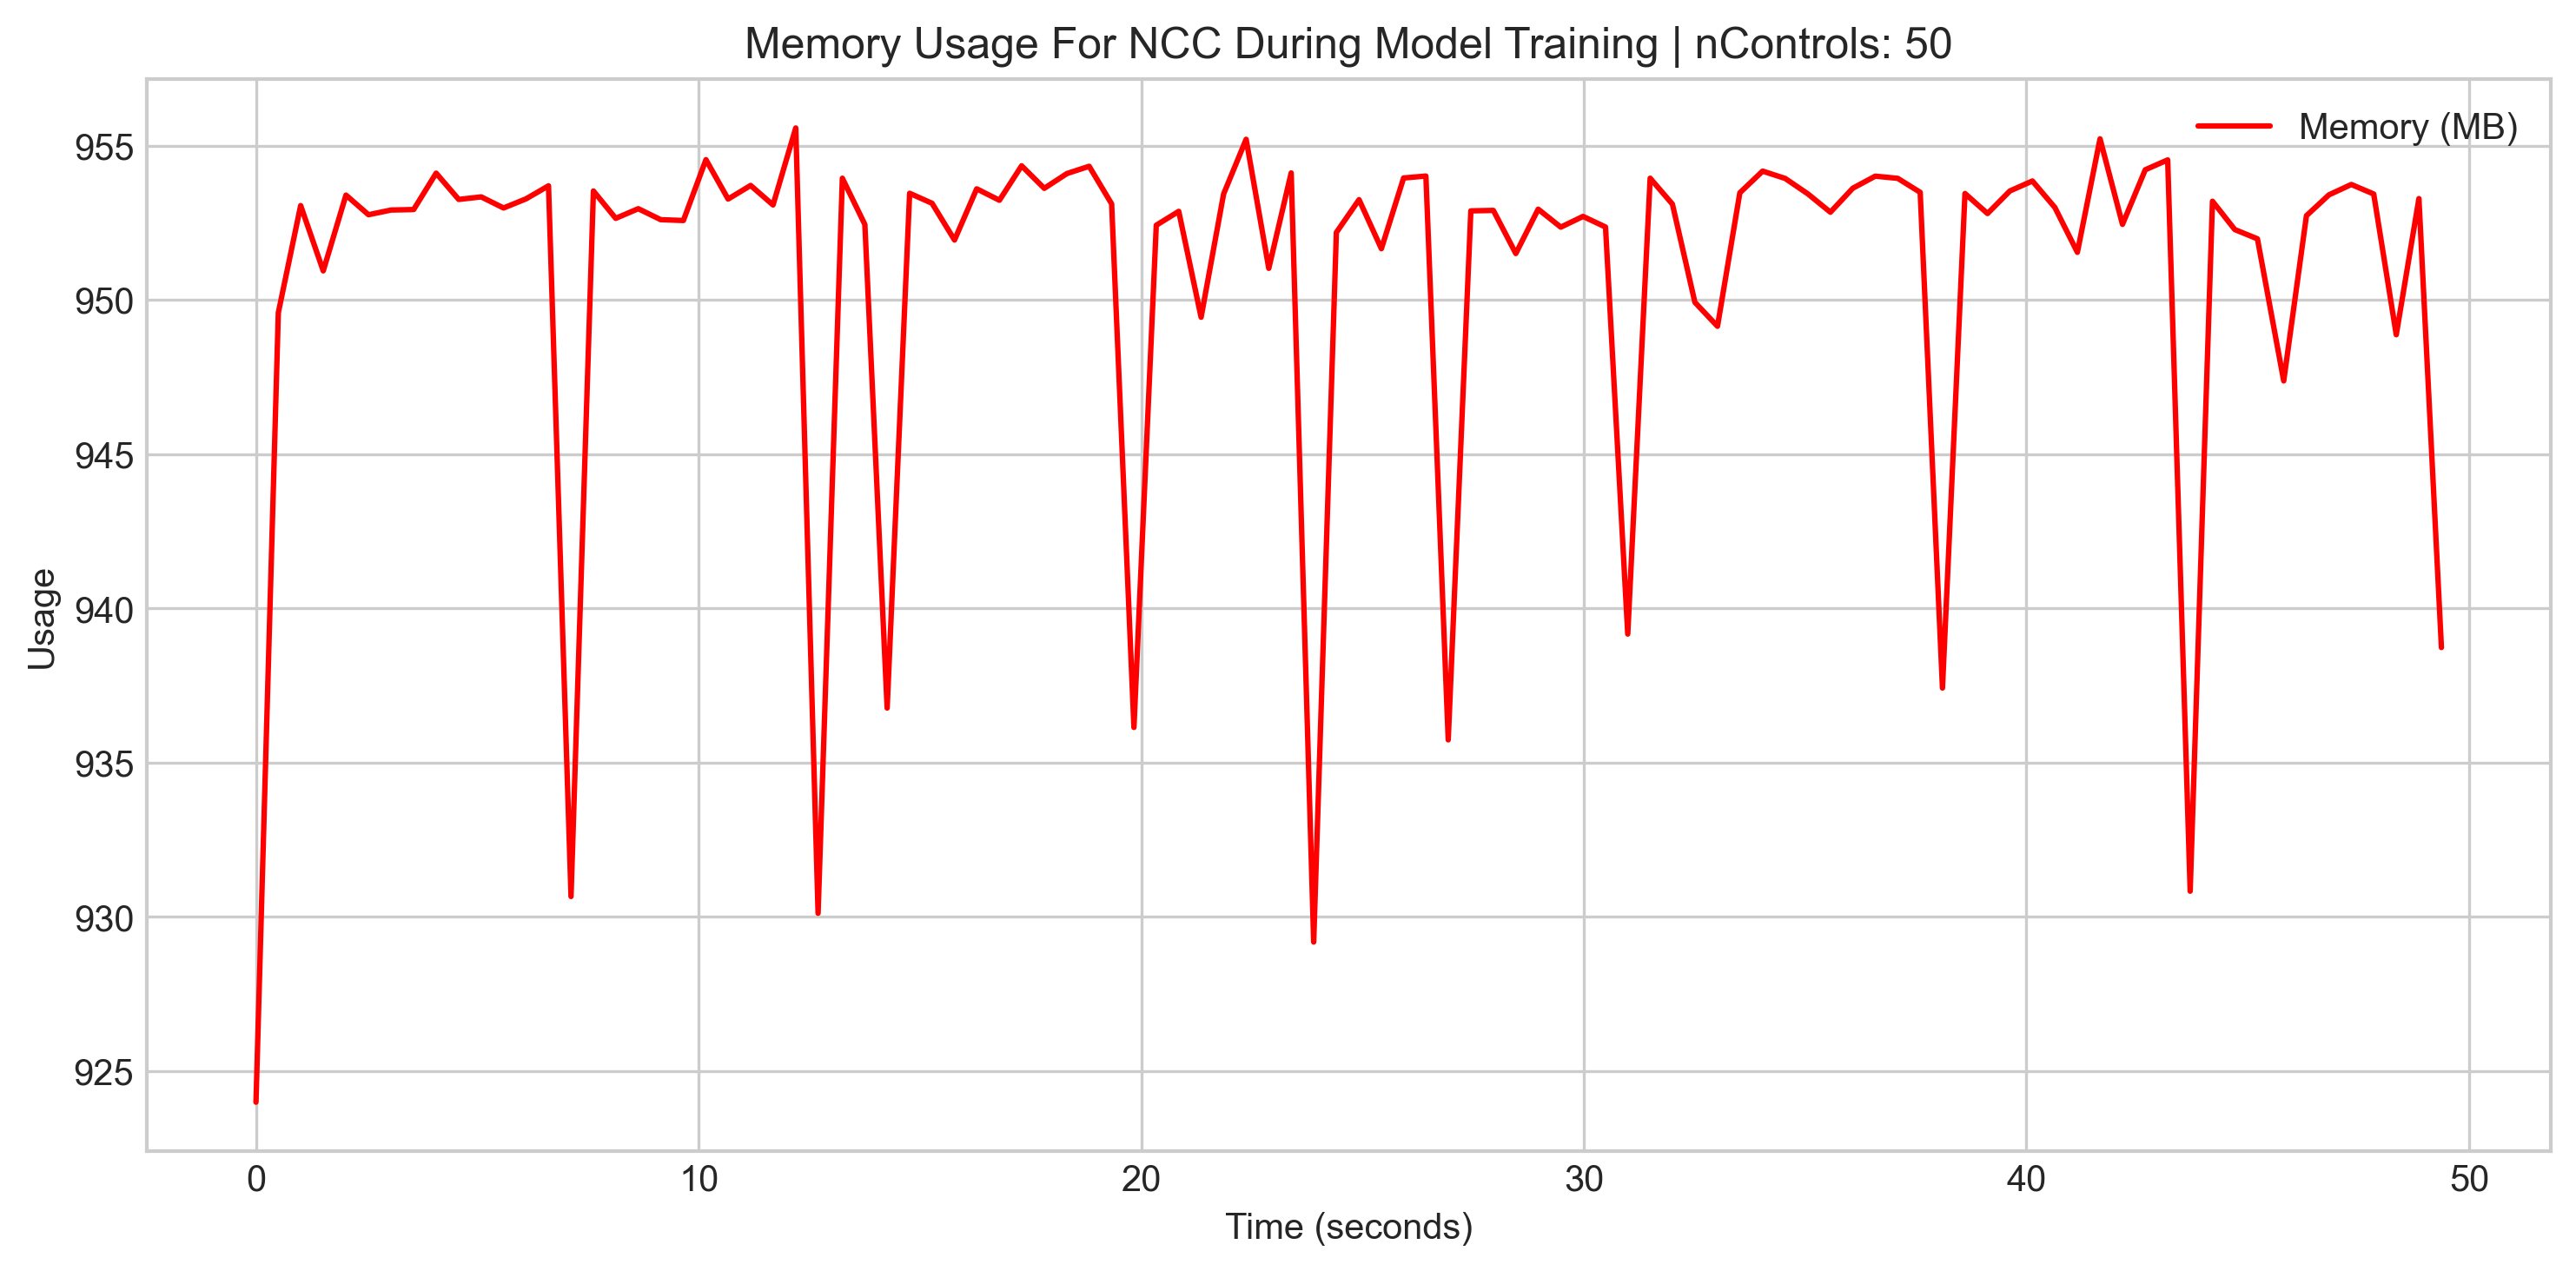 Memory Usage For NCC During Model Training | nControls: 50
Memory (MB)
955
950
945
940
935
930
925
Usage
0 10 20 30 40 50
Time (seconds)